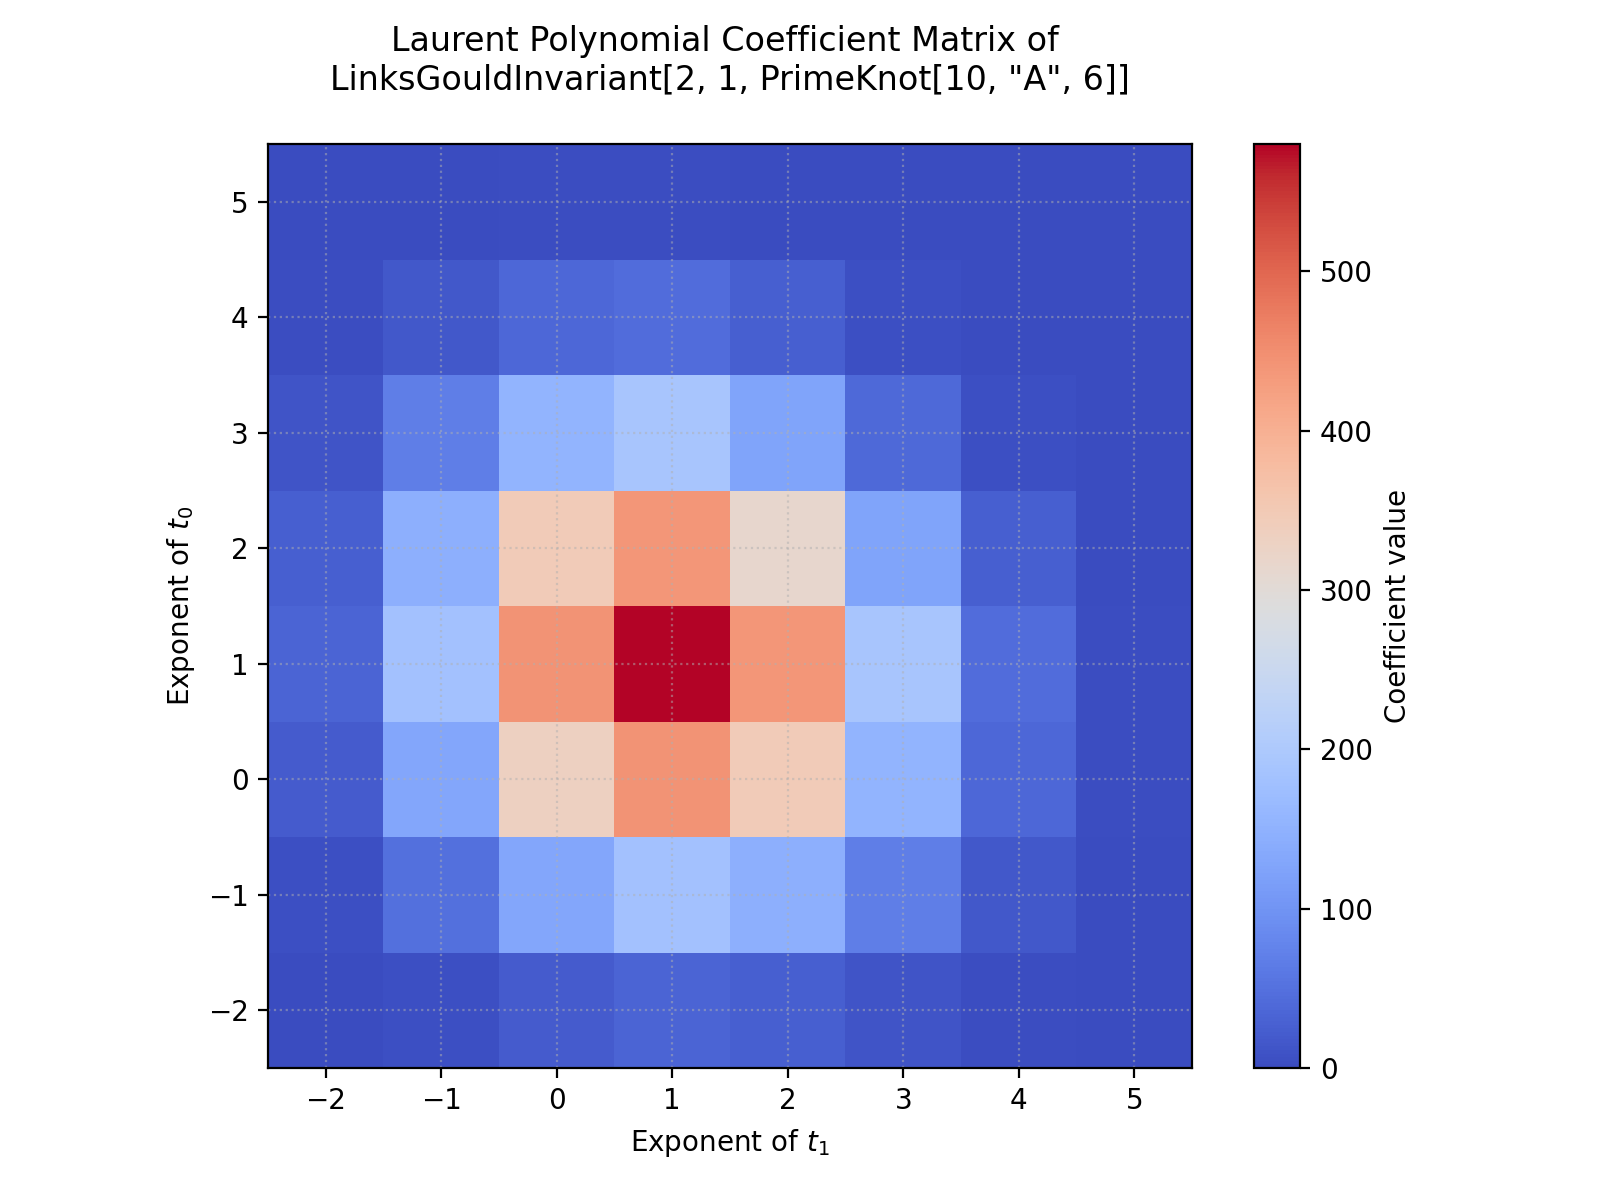 Laurent Polynomial Coefficient Matrix of
LinksGouldInvariant[2, 1, PrimeKnot[10, "A", 6]]
5
4
3
2
1
0
−1
−2
Exponent of t₀
−2 −1 0 1 2 3 4 5
Exponent of t₁
500
400
300
200
100
0
Coefficient value